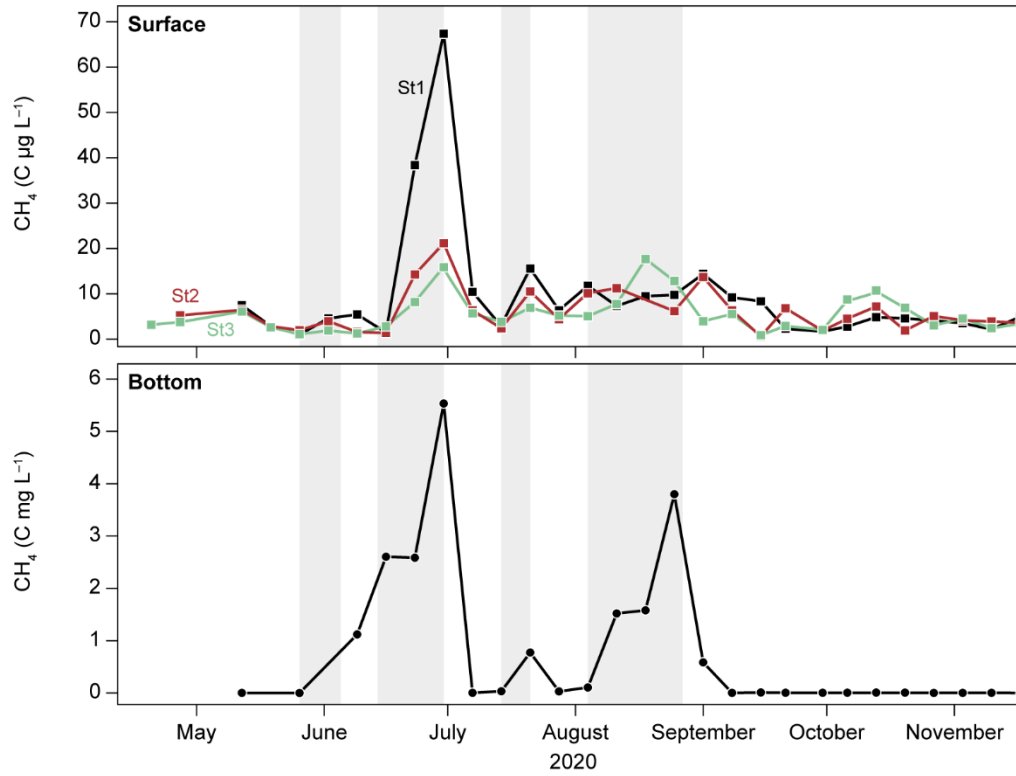 Surface
70
60
50
40
30
20
10
0
CH₄ (C µg L⁻¹)
St1
St2
St3
Bottom
6
5
4
3
2
1
0
CH₄ (C mg L⁻¹)
May June July August September October November
2020